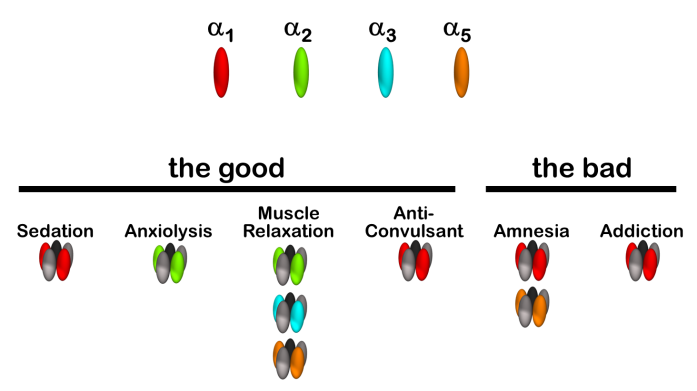 α1 α2 α3 α5
the good the bad
Sedation Anxiolysis Muscle Relaxation Anti-Convulsant Amnesia Addiction